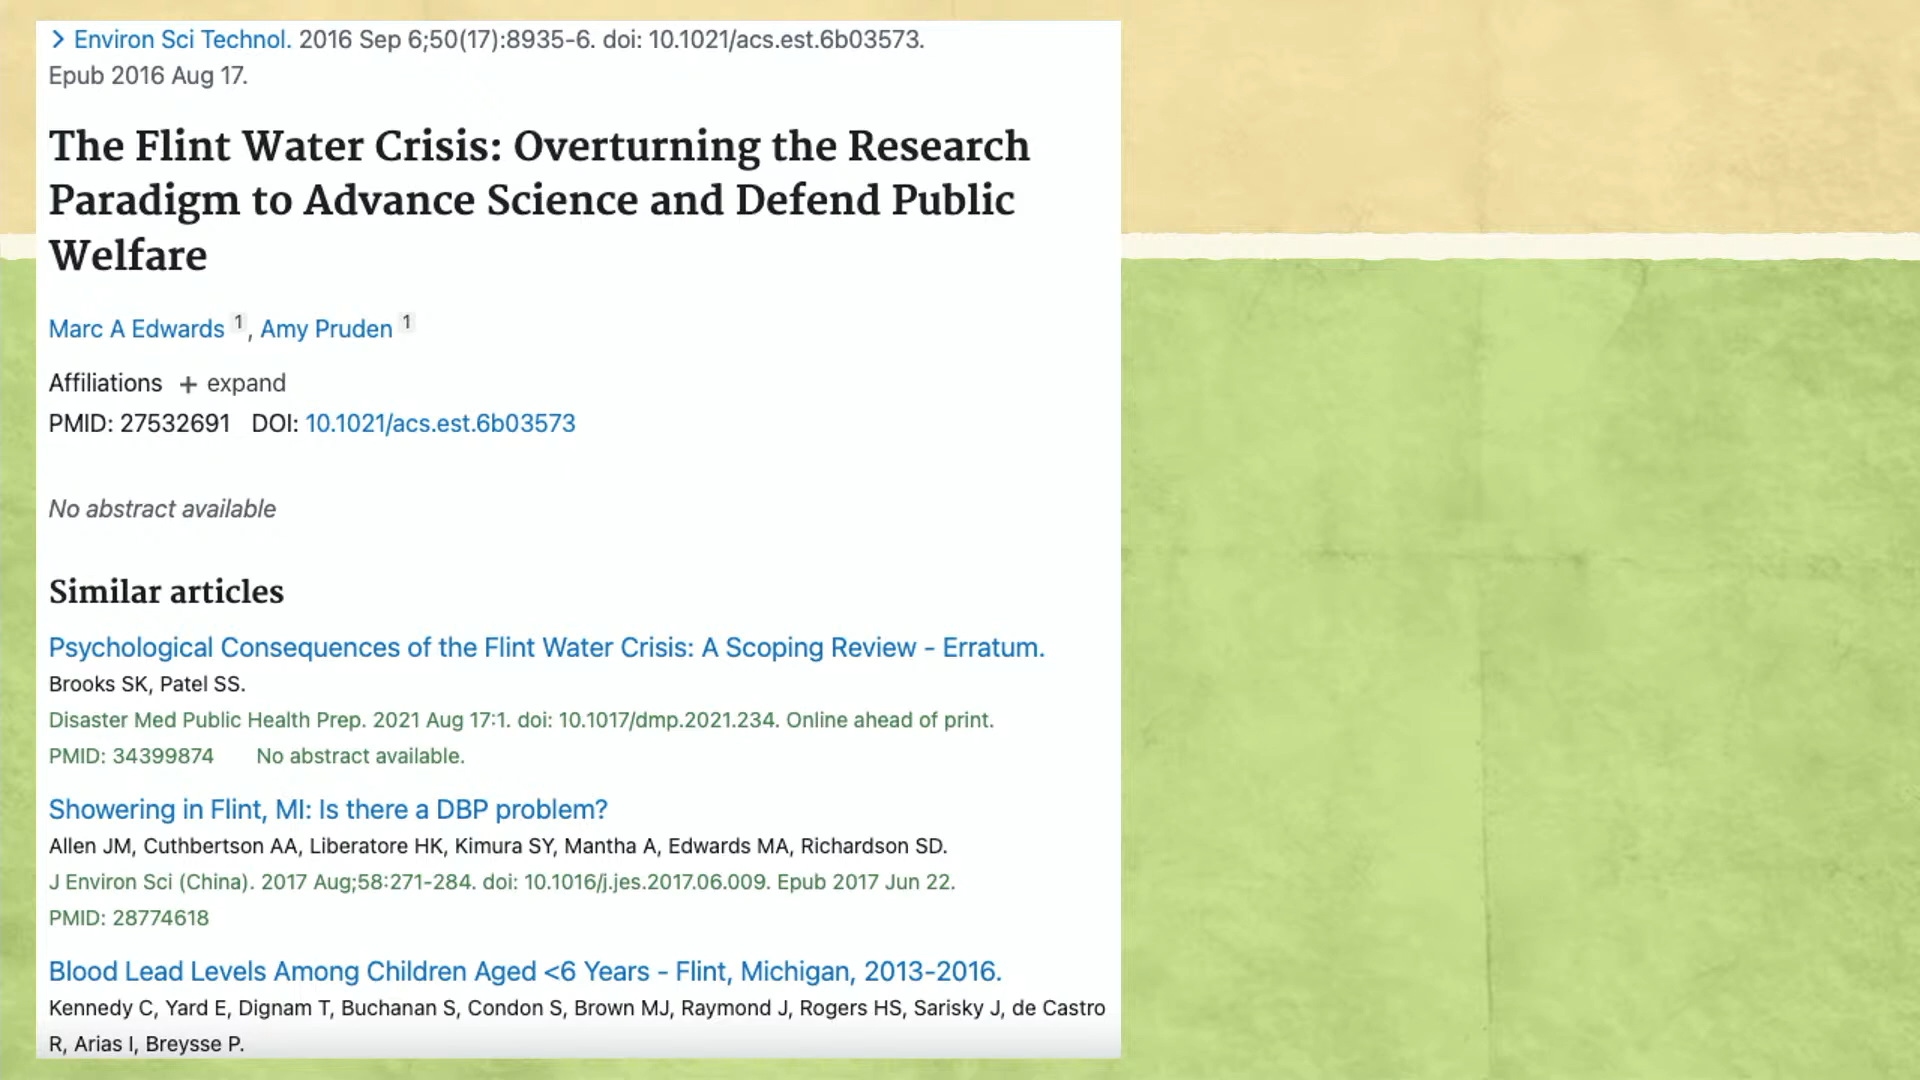 > Environ Sci Technol. 2016 Sep 6;50(17):8935-6. doi: 10.1021/acs.est.6b03573.
Epub 2016 Aug 17.
The Flint Water Crisis: Overturning the Research
Paradigm to Advance Science and Defend Public
Welfare
Marc A Edwards 1, Amy Pruden 1
Affiliations + expand
PMID: 27532691 DOI: 10.1021/acs.est.6b03573
No abstract available
Similar articles
Psychological Consequences of the Flint Water Crisis: A Scoping Review - Erratum.
Brooks SK, Patel SS.
Disaster Med Public Health Prep. 2021 Aug 17:1. doi: 10.1017/dmp.2021.234. Online ahead of print.
PMID: 34399874 No abstract available.
Showering in Flint, MI: Is there a DBP problem?
Allen JM, Cuthbertson AA, Liberatore HK, Kimura SY, Mantha A, Edwards MA, Richardson SD.
J Environ Sci (China). 2017 Aug;58:271-284. doi: 10.1016/j.jes.2017.06.009. Epub 2017 Jun 22.
PMID: 28774618
Blood Lead Levels Among Children Aged <6 Years - Flint, Michigan, 2013-2016.
Kennedy C, Yard E, Dignam T, Buchanan S, Condon S, Brown MJ, Raymond J, Rogers HS, Sarisky J, de Castro
R, Arias I, Breysse P.